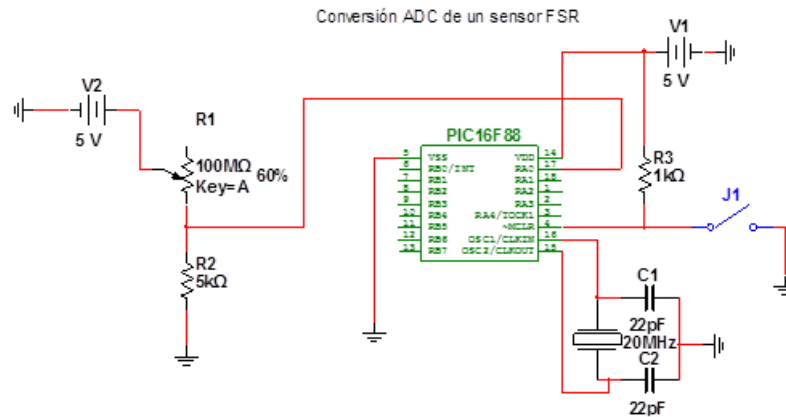 Conversión ADC de un sensor FSR
V1
5 V
V2
5 V
R1
100MΩ
Key=A
60%
R2
5kΩ
PIC16F88
5 VSS VDD 14
6 RB0/INT RA0 17
7 RB1 RA1 18
8 RB2 RA2 1
9 RB3 RA3 2
10 RB4 RA4/TOCK1 3
11 RB5 ~MCLR 4
12 RB6 OSC1/CLKIN 16
13 RB7 OSC2/CLKOUT 15
R3
1kΩ
J1
C1
22pF
20MHz
C2
22pF